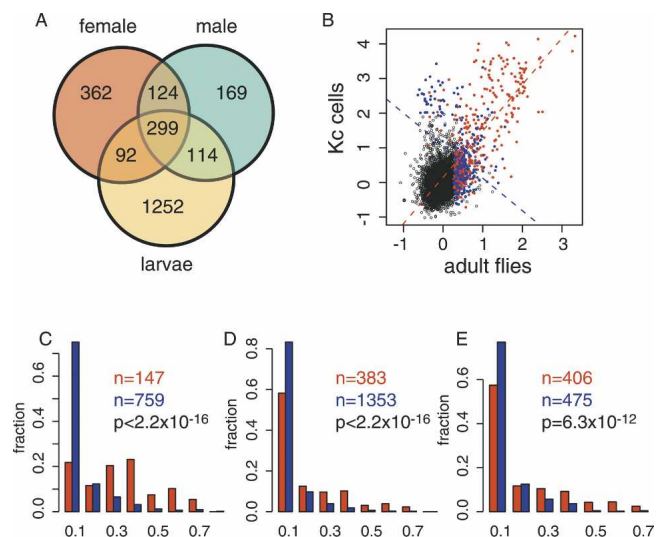 A
female
male
362
124
169
299
92
114
1252
larvae
B
Kc cells
4
3
2
1
0
-1
-1 0 1 2 3
adult flies
C
fraction
0.6
0.4
0.2
0.0
n=147
n=759
p<2.2x10-16
0.1 0.3 0.5 0.7
D
fraction
0.8
0.6
0.4
0.2
0.0
n=383
n=1353
p<2.2x10-16
0.1 0.3 0.5 0.7
E
fraction
0.6
0.4
0.2
0.0
n=406
n=475
p=6.3x10-12
0.1 0.3 0.5 0.7